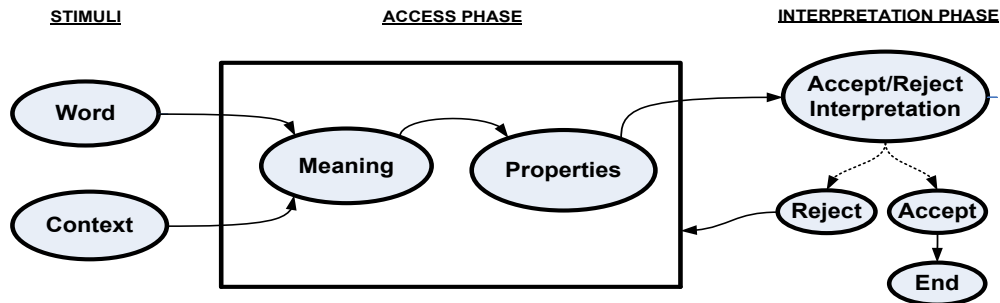 STIMULI
ACCESS PHASE
INTERPRETATION PHASE
Word
Context
Meaning
Properties
Accept/Reject
Interpretation
Reject
Accept
End